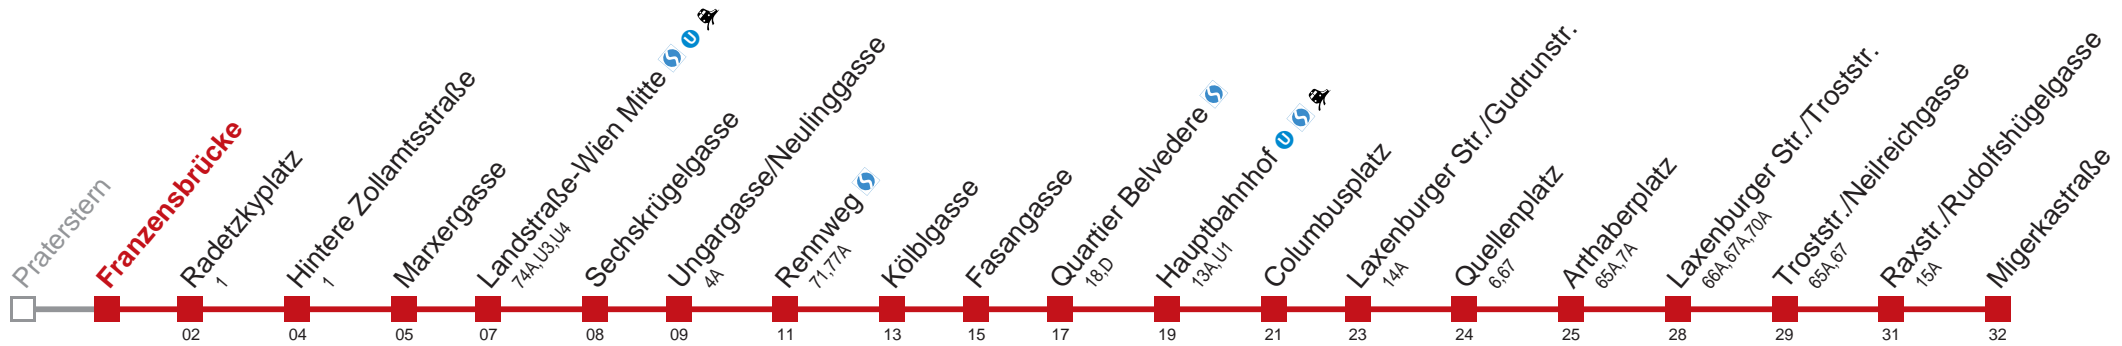 Praterstern
Franzensbrücke
Radetzkyplatz
1
02
Hintere Zollamtsstraße
1
04
Marxergasse
05
Landstraße-Wien Mitte S U
74A,U3,U4
07
Sechskrügelgasse
08
Ungargasse/Neulinggasse
4A
09
Rennweg S
71,77A
11
Kölblgasse
13
Fasangasse
15
Quartier Belvedere S
18,D
17
Hauptbahnhof U S
13A,U1
19
Columbusplatz
21
Laxenburger Str./Gudrunstr.
14A
23
Quellenplatz
6,67
24
Arthaberplatz
65A,7A
25
Laxenburger Str./Troststr.
66A,67A,70A
28
Troststr./Neilreichgasse
65A,67
29
Raxstr./Rudolfshügelgasse
15A
31
Migerkastraße
32